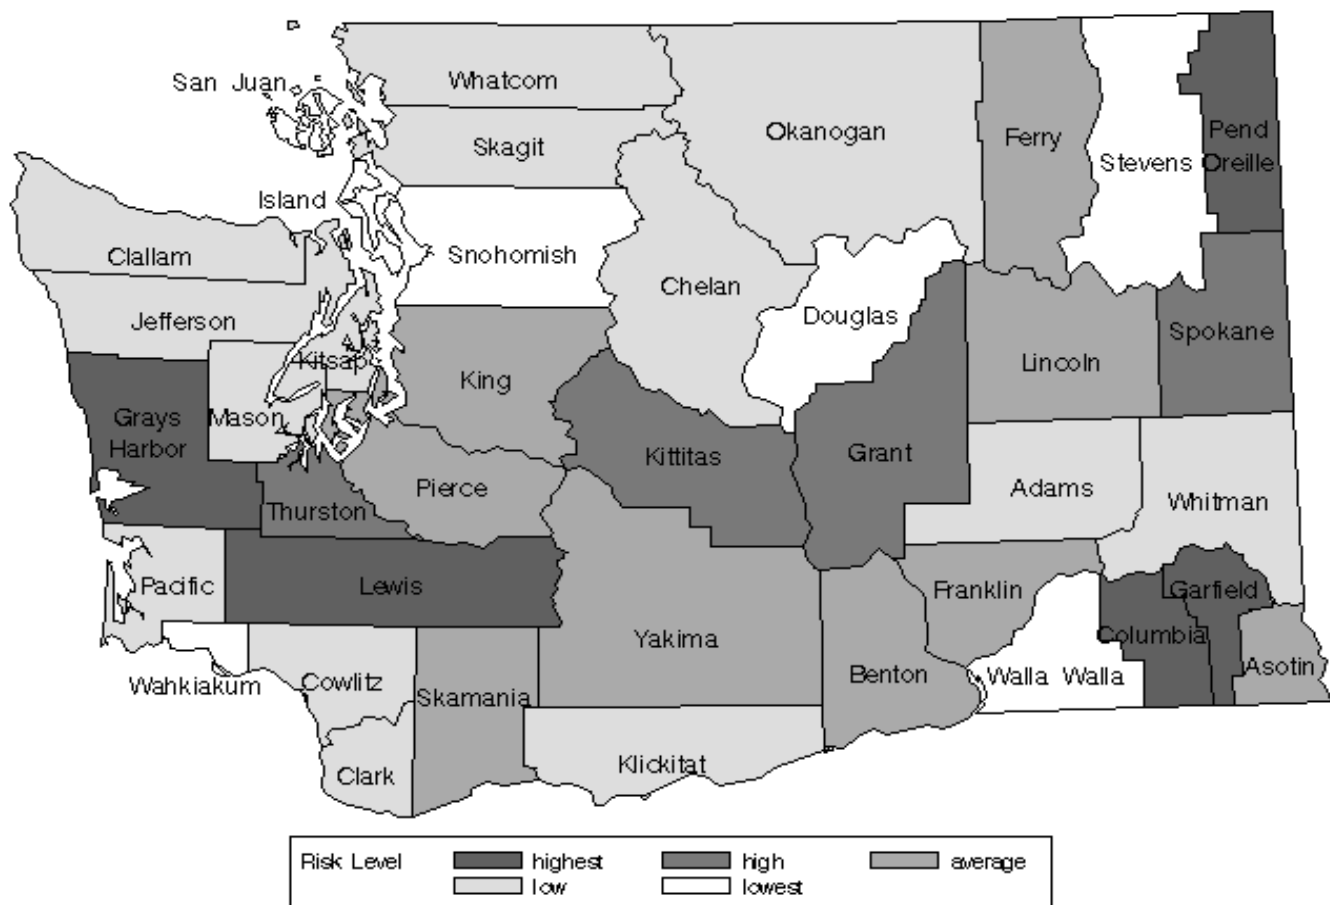 Whatcom
San Juan
Skagit
Okanogan
Ferry
Pend
Oreille
Stevens
Island
Clallam
Snohomish
Chelan
Jefferson
Douglas
Spokane
Kitsap
King
Lincoln
Grays
Harbor
Mason
Kittitas
Grant
Pierce
Adams
Whitman
Thurston
Pacific
Lewis
Franklin
Garfield
Yakima
Columbia
Wahkiakum
Cowlitz
Skamania
Benton
Walla Walla
Asotin
Clark
Klickitat
Risk Level highest high average
low lowest